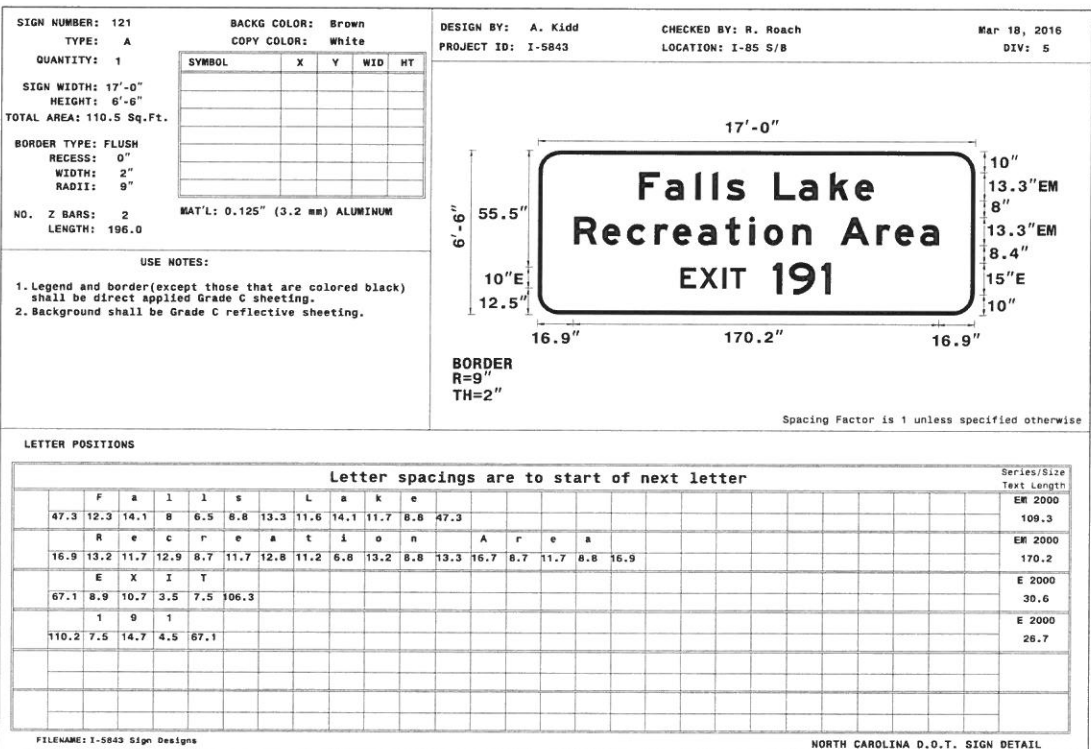 SIGN NUMBER: 121
TYPE: A
QUANTITY: 1
SIGN WIDTH: 17'-0"
HEIGHT: 6'-6"
TOTAL AREA: 110.5 Sq.Ft.
BORDER TYPE: FLUSH
RECESS: 0"
WIDTH: 2"
RADII: 9"
NO. Z BARS: 2
LENGTH: 196.0
BACKG COLOR: Brown
COPY COLOR: White
SYMBOL X Y WID HT
MAT'L: 0.125" (3.2 mm) ALUMINUM
USE NOTES:
1. Legend and border(except those that are colored black)
shall be direct applied Grade C sheeting.
2. Background shall be Grade C reflective sheeting.
DESIGN BY: A. Kidd CHECKED BY: R. Roach Mar 18, 2016
PROJECT ID: I-5843 LOCATION: I-85 S/B DIV: 5
17'-0"
6'-6"
55.5"
10"E
12.5"
Falls Lake
Recreation Area
EXIT 191
10"
13.3"EM
8"
13.3"EM
8.4"
15"E
10"
16.9" 170.2" 16.9"
BORDER
R=9"
TH=2"
Spacing Factor is 1 unless specified otherwise
LETTER POSITIONS
Letter spacings are to start of next letter
Series/Size
Text Length
F a l l s L a k e EM 2000
47.3 12.3 14.1 8 6.5 8.8 13.3 11.6 14.1 11.7 8.8 47.3 109.3
R e c r e a t i o n A r e a EM 2000
16.9 13.2 11.7 12.9 8.7 11.7 12.8 11.2 6.8 13.2 8.8 13.3 16.7 8.7 11.7 8.8 16.9 170.2
E X I T E 2000
67.1 8.9 10.7 3.5 7.5 106.3 30.6
1 9 1 E 2000
110.2 7.5 14.7 4.5 67.1 26.7
FILENAME: I-5843 Sign Designs
NORTH CAROLINA D.O.T. SIGN DETAIL